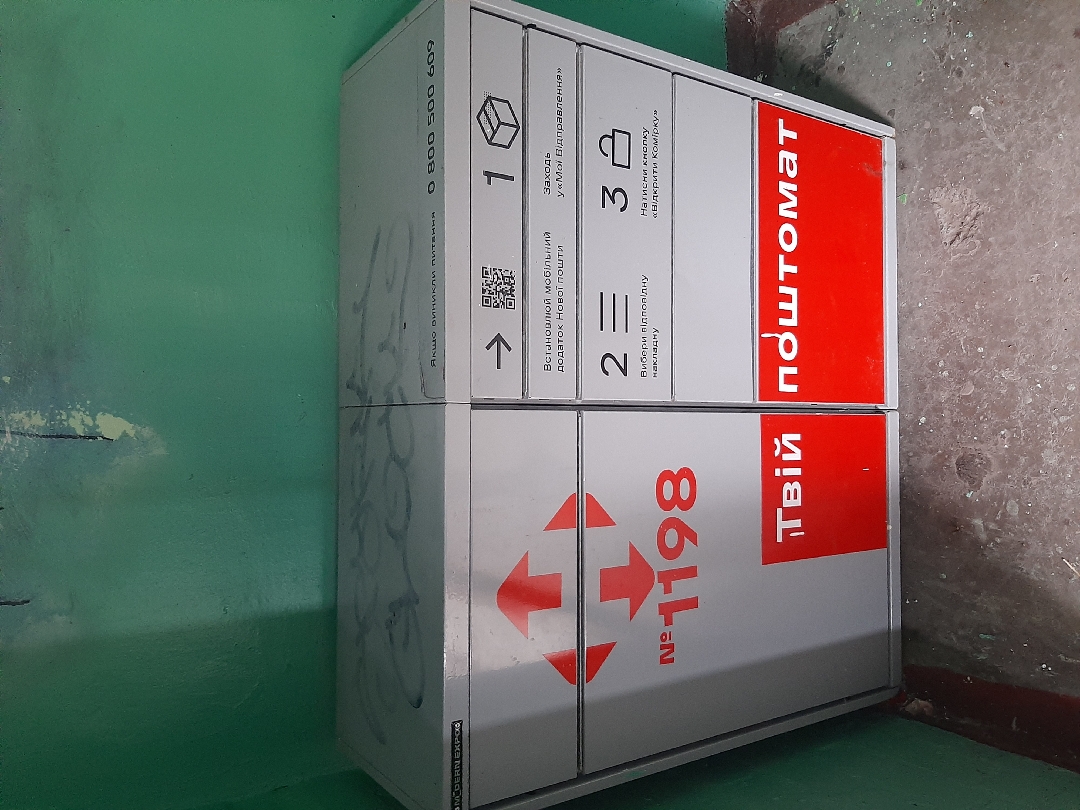 Якщо виникли питання 0 800 500 609
MODERN EXPO
1
Встановлюй мобільний
додаток Нової пошти
Заходь
у «Мої Відправлення»
2
Вибери відповідну
накладну
3
Натисни кнопку
«Відкрити Комірку»
№1198
Твій поштомат